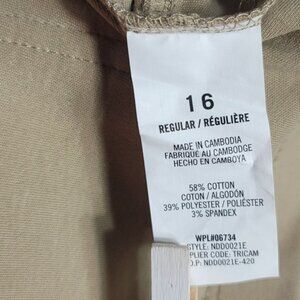 16
REGULAR / RÉGULIÈRE
MADE IN CAMBODIA
FABRIQUÉ AU CAMBODGE
HECHO EN CAMBOYA
58% COTTON
COTON / ALGODÓN
39% POLYESTER / POLIÉSTER
3% SPANDEX
WPL#06734
STYLE: NDD0021E
PLIER CODE: TRICAM
O.P: NDD0021E-420